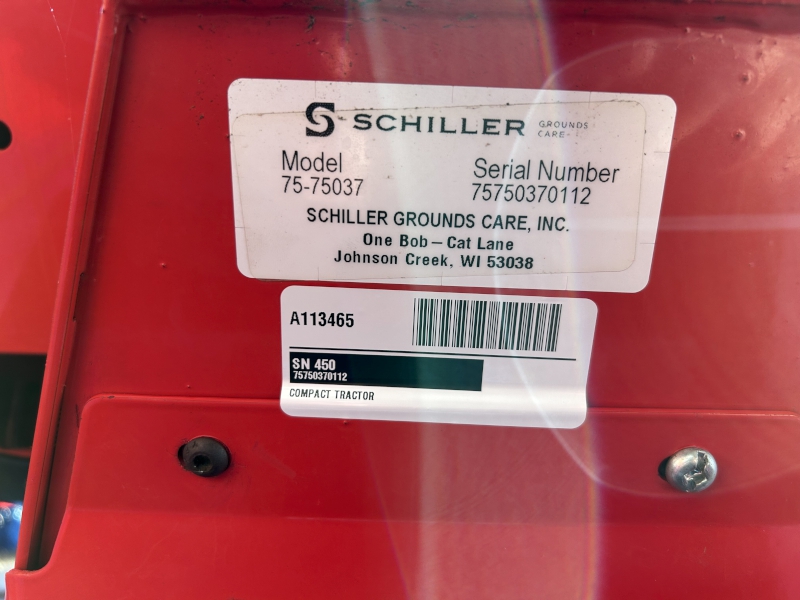 SCHILLER GROUNDS CARE
Model
75-75037
Serial Number
75750370112
SCHILLER GROUNDS CARE, INC.
One Bob-Cat Lane
Johnson Creek, WI 53038
A113465
SN 450
75750370112
COMPACT TRACTOR